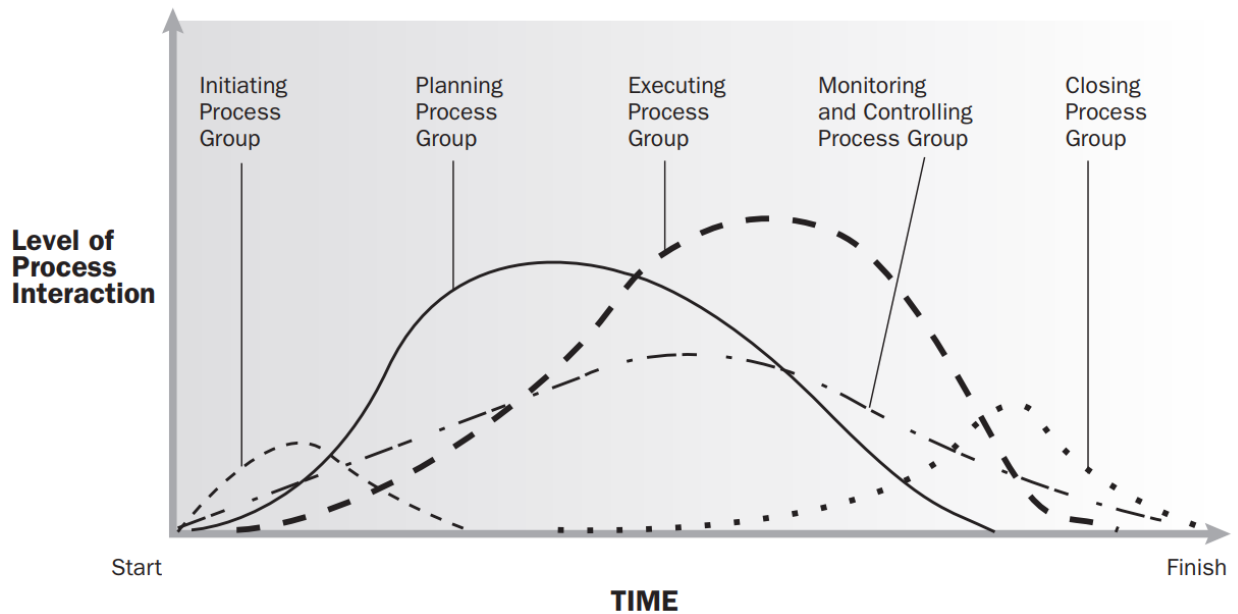 Initiating
Process
Group
Planning
Process
Group
Executing
Process
Group
Monitoring
and Controlling
Process Group
Closing
Process
Group
Level of
Process
Interaction
Start
Finish
TIME